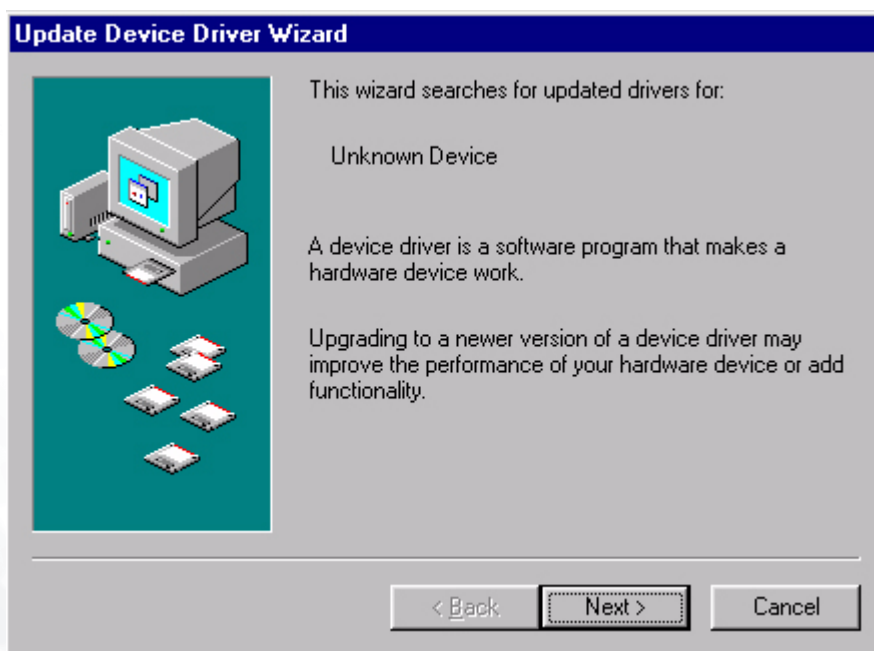 Update Device Driver Wizard
This wizard searches for updated drivers for:
Unknown Device
A device driver is a software program that makes a
hardware device work.
Upgrading to a newer version of a device driver may
improve the performance of your hardware device or add
functionality.
< Back
Next >
Cancel